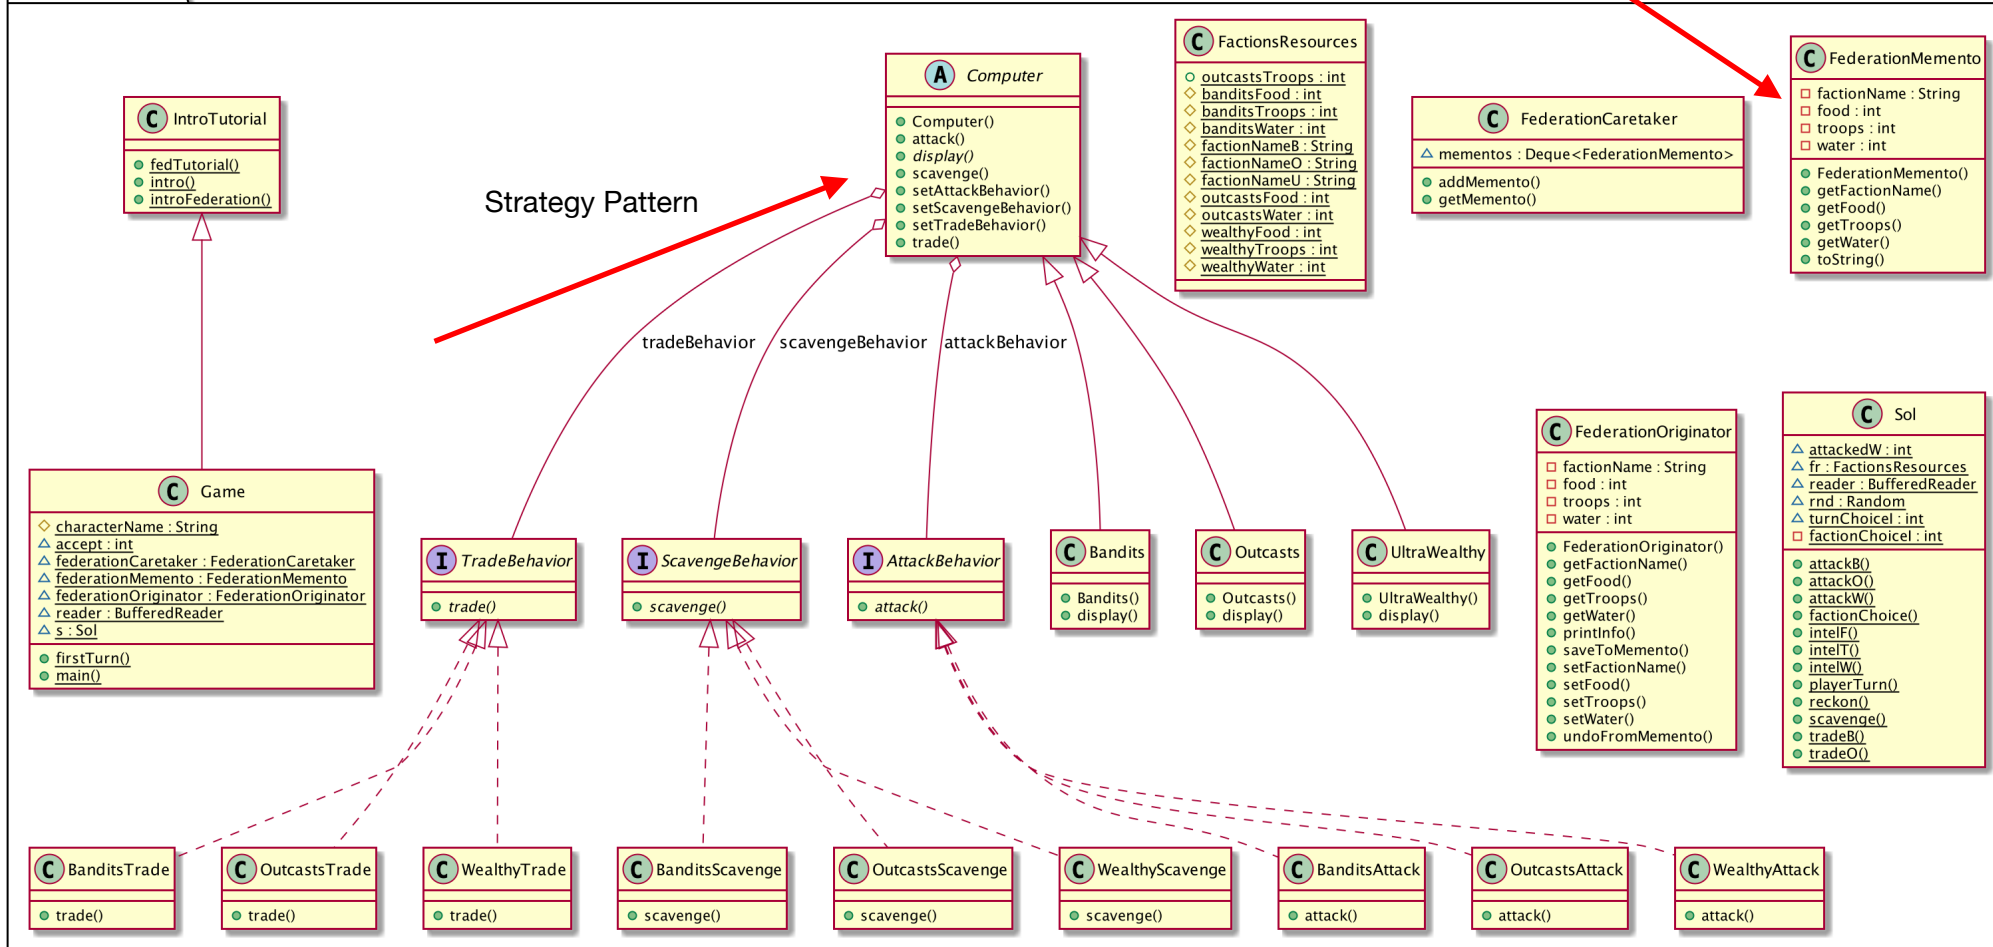 C IntroTutorial
fedTutorial()
intro()
introFederation()
Strategy Pattern
A Computer
Computer()
attack()
display()
scavenge()
setAttackBehavior()
setScavengeBehavior()
setTradeBehavior()
trade()
C FactionsResources
outcastsTroops : int
banditsFood : int
banditsTroops : int
banditsWater : int
factionNameB : String
factionNameO : String
factionNameU : String
outcastsFood : int
outcastsWater : int
wealthyFood : int
wealthyTroops : int
wealthyWater : int
C FederationCaretaker
mementos : Deque<FederationMemento>
addMemento()
getMemento()
C FederationMemento
factionName : String
food : int
troops : int
water : int
FederationMemento()
getFactionName()
getFood()
getTroops()
getWater()
toString()
tradeBehavior
scavengeBehavior
attackBehavior
C Game
characterName : String
accept : int
federationCaretaker : FederationCaretaker
federationMemento : FederationMemento
federationOriginator : FederationOriginator
reader : BufferedReader
s : Sol
firstTurn()
main()
I TradeBehavior
trade()
I ScavengeBehavior
scavenge()
I AttackBehavior
attack()
C Bandits
Bandits()
display()
C Outcasts
Outcasts()
display()
C UltraWealthy
UltraWealthy()
display()
C FederationOriginator
factionName : String
food : int
troops : int
water : int
FederationOriginator()
getFactionName()
getFood()
getTroops()
getWater()
printInfo()
saveToMemento()
setFactionName()
setFood()
setTroops()
setWater()
undoFromMemento()
C Sol
attackedW : int
fr : FactionsResources
reader : BufferedReader
rnd : Random
turnChoiceI : int
factionChoiceI : int
attackB()
attackO()
attackW()
factionChoice()
intelF()
intelT()
intelW()
playerTurn()
reckon()
scavenge()
tradeB()
tradeO()
C BanditsTrade
trade()
C OutcastsTrade
trade()
C WealthyTrade
trade()
C BanditsScavenge
scavenge()
C OutcastsScavenge
scavenge()
C WealthyScavenge
scavenge()
C BanditsAttack
attack()
C OutcastsAttack
attack()
C WealthyAttack
attack()